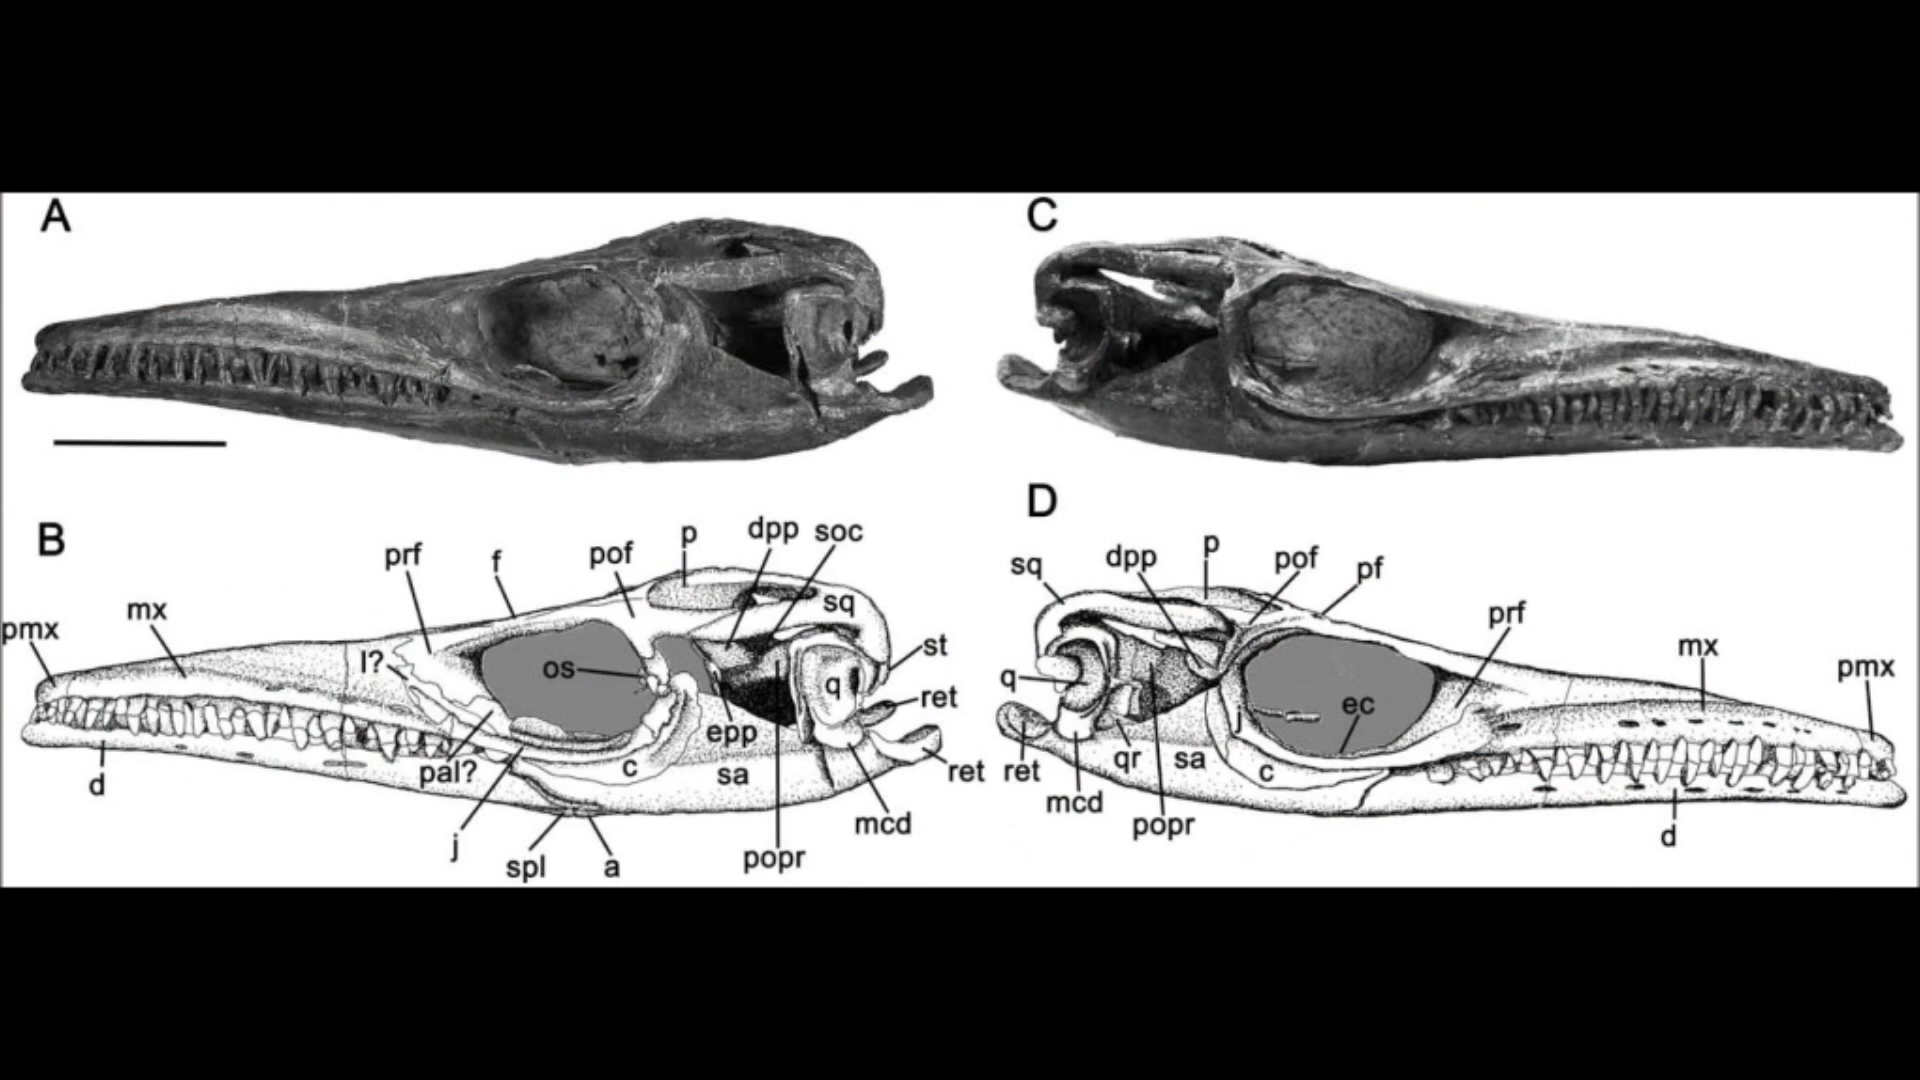 A
C
B
D
prf
f
pof
p
dpp
soc
mx
pmx
l?
os
sq
st
q
ret
epp
pal?
c
sa
ret
d
j
spl
a
popr
mcd
sq
dpp
p
pof
pf
prf
mx
pmx
q
j
ec
ret
mcd
qr
popr
sa
c
d